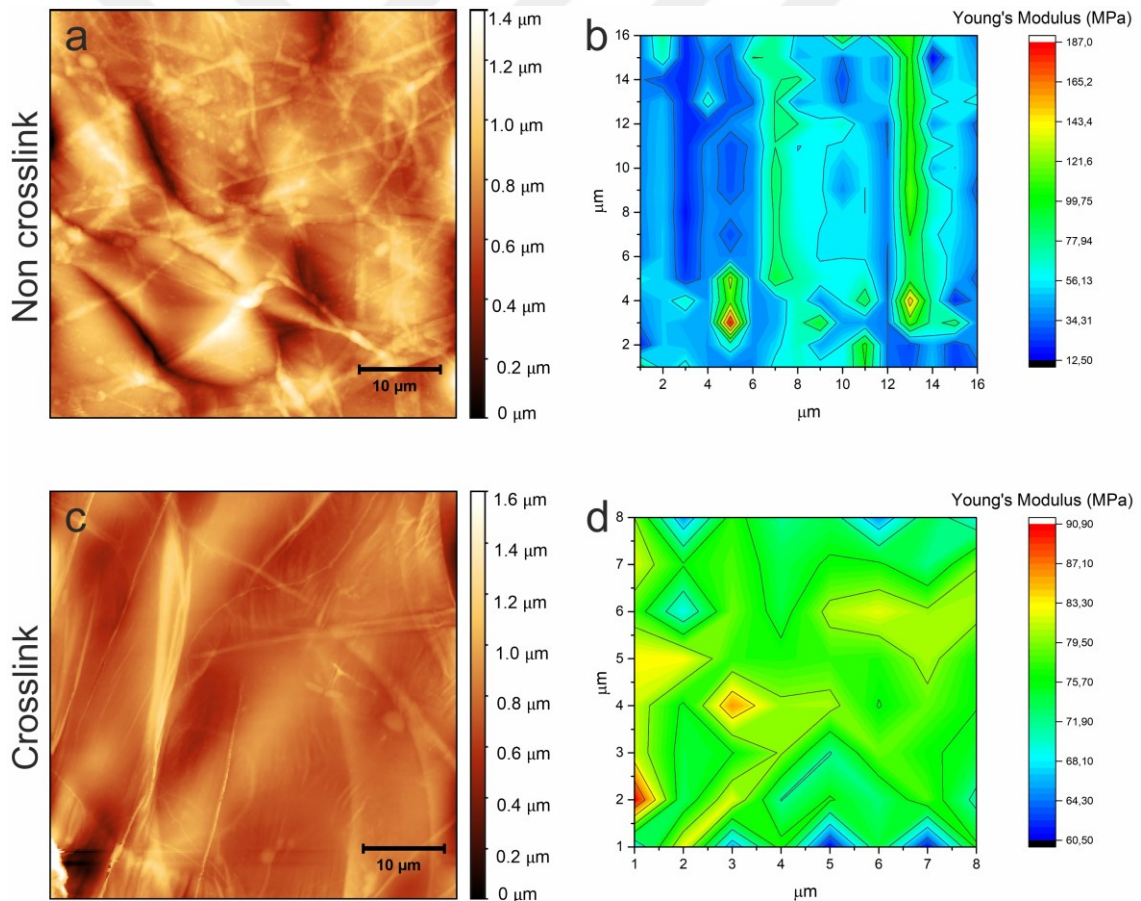 Non crosslink
a
1.4 μm
1.2 μm
1.0 μm
0.8 μm
0.6 μm
0.4 μm
0.2 μm
0 μm
10 μm
b
Young's Modulus (MPa)
187,0
165,2
143,4
121,6
99,75
77,94
56,13
34,31
12,50
16
14
12
10
8
6
4
2
μm
2 4 6 8 10 12 14 16
μm
Crosslink
c
1.6 μm
1.4 μm
1.2 μm
1.0 μm
0.8 μm
0.6 μm
0.4 μm
0.2 μm
0 μm
10 μm
d
Young's Modulus (MPa)
90,90
87,10
83,30
79,50
75,70
71,90
68,10
64,30
60,50
8
7
6
5
4
3
2
1
μm
1 2 3 4 5 6 7 8
μm